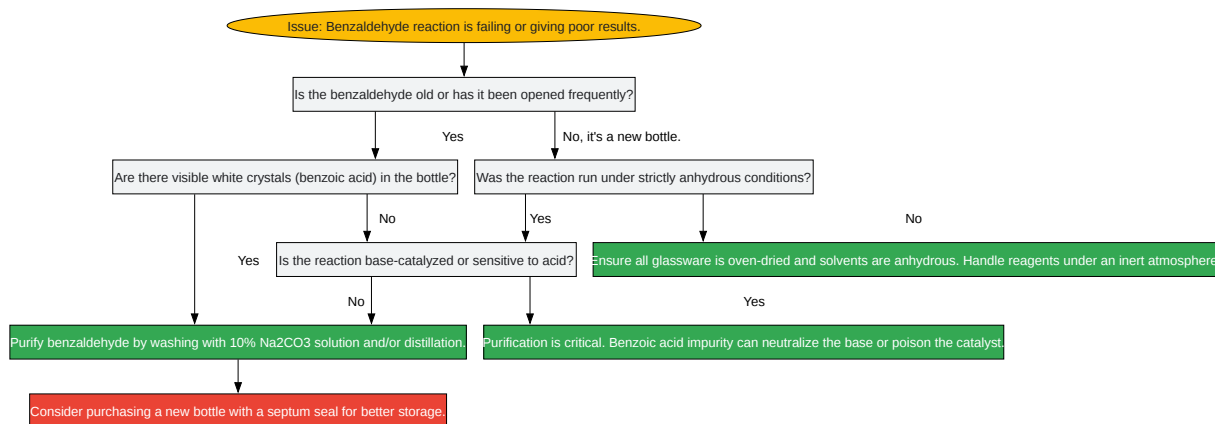 Issue: Benzaldehyde reaction is failing or giving poor results.
Is the benzaldehyde old or has it been opened frequently?
Yes
No, it's a new bottle.
Are there visible white crystals (benzoic acid) in the bottle?
Was the reaction run under strictly anhydrous conditions?
No
Yes
No
Yes
Is the reaction base-catalyzed or sensitive to acid?
Ensure all glassware is oven-dried and solvents are anhydrous. Handle reagents under an inert atmosphere
No
Yes
Purify benzaldehyde by washing with 10% Na2CO3 solution and/or distillation.
Purification is critical. Benzoic acid impurity can neutralize the base or poison the catalyst.
Consider purchasing a new bottle with a septum seal for better storage.